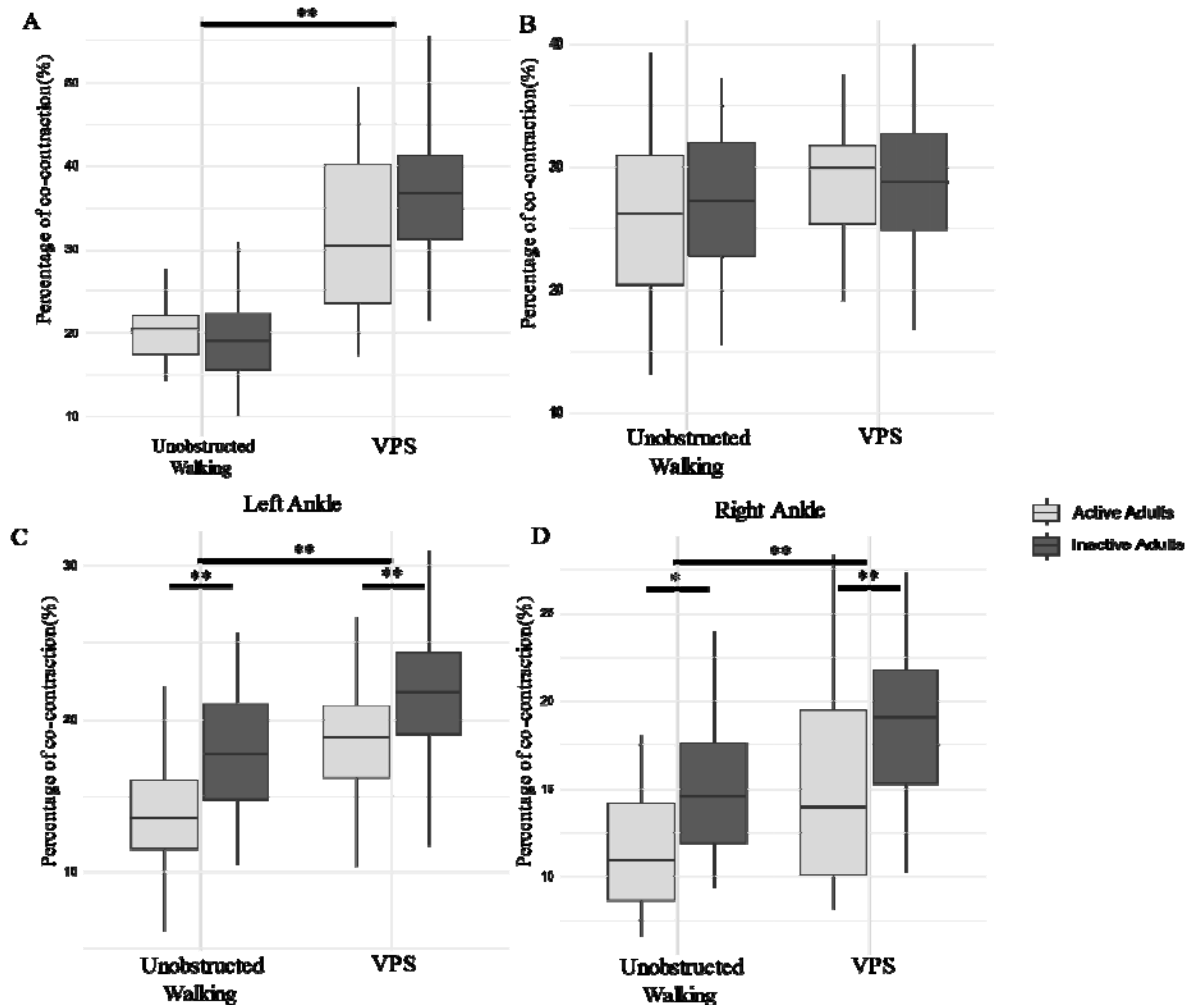 A
**
Percentage of co-contraction(%)
50
40
30
20
10
Unobstructed
Walking
VPS
B
Percentage of co-contraction(%)
40
30
20
10
Unobstructed
Walking
VPS
Left Ankle
C
**
**
**
Percentage of co-contraction(%)
30
20
10
Unobstructed
Walking
VPS
Right Ankle
D
**
*
**
Percentage of co-contraction(%)
25
20
15
10
Unobstructed
Walking
VPS
Active Adults
Inactive Adults